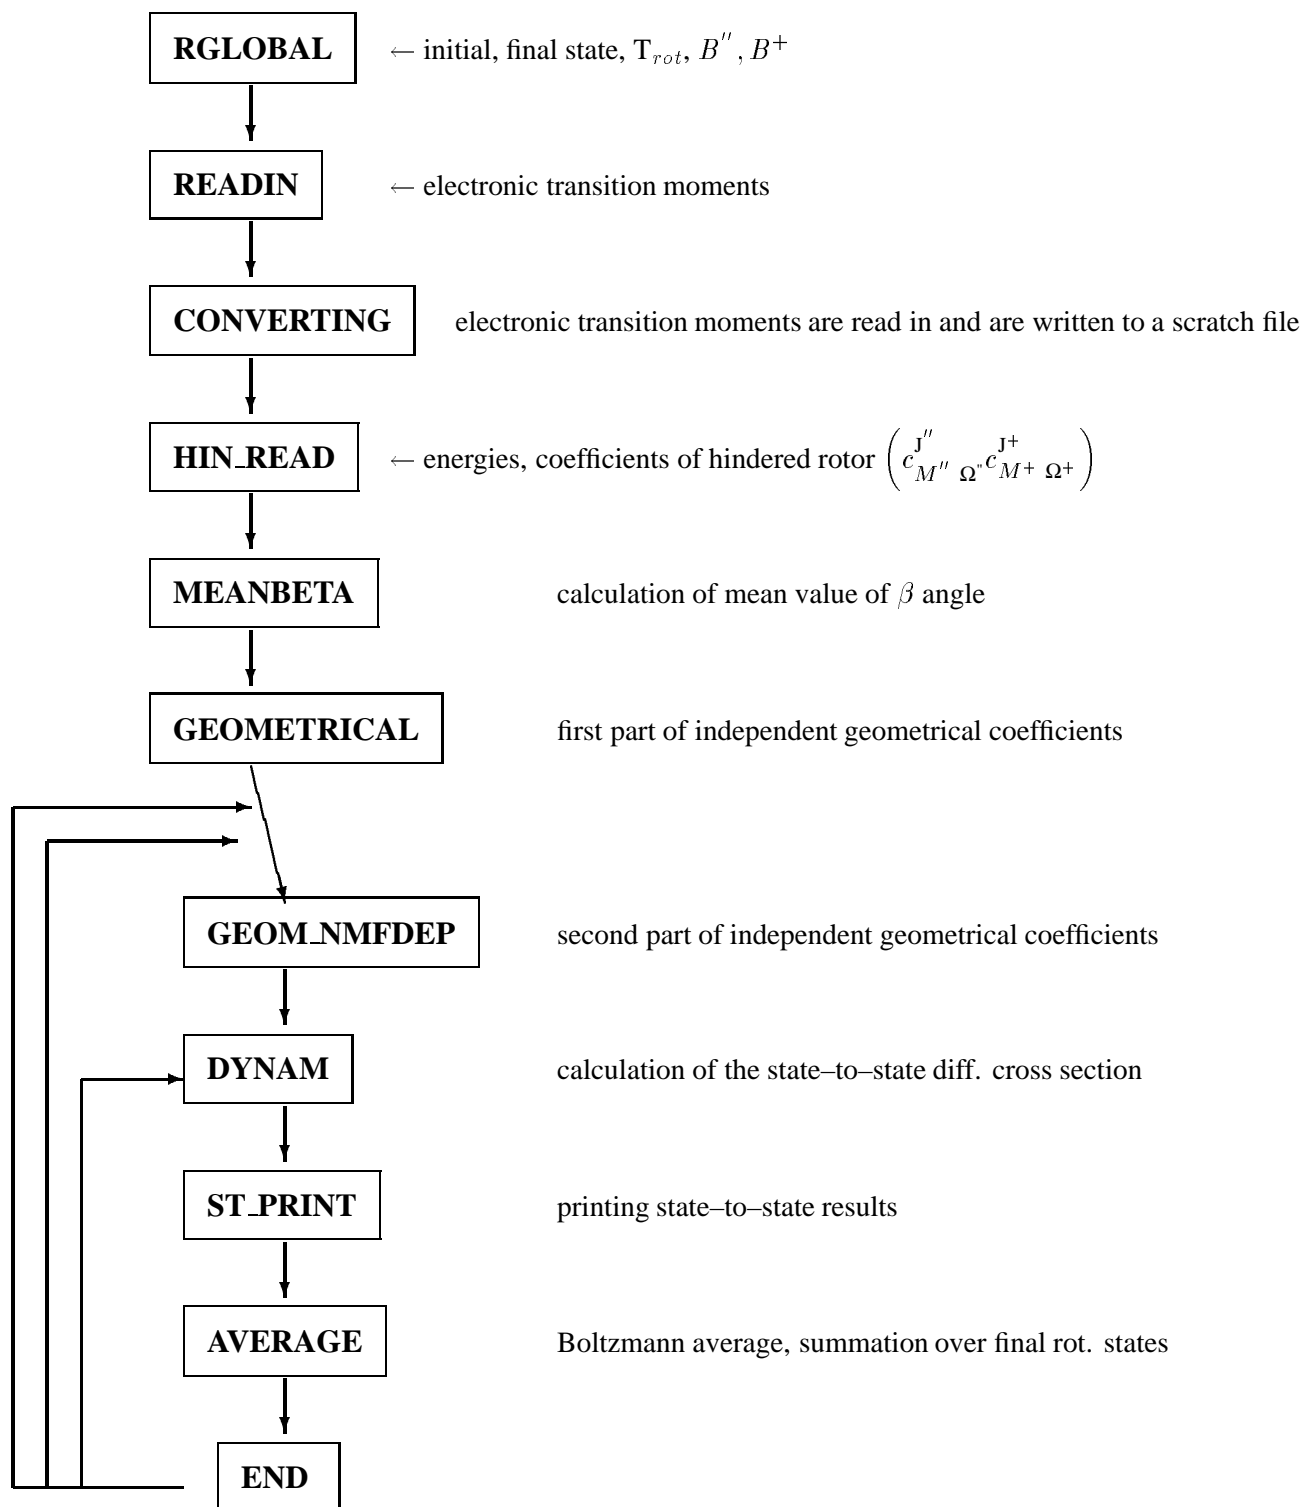 RGLOBAL ← initial, final state, T_rot, B'', B⁺
READIN ← electronic transition moments
CONVERTING electronic transition moments are read in and are written to a scratch file
HIN_READ ← energies, coefficients of hindered rotor (c^{J''}_{M'' Ω"} c^{J⁺}_{M⁺ Ω⁺})
MEANBETA calculation of mean value of β angle
GEOMETRICAL first part of independent geometrical coefficients
GEOM_NMFDEP second part of independent geometrical coefficients
DYNAM calculation of the state–to–state diff. cross section
ST_PRINT printing state–to–state results
AVERAGE Boltzmann average, summation over final rot. states
END